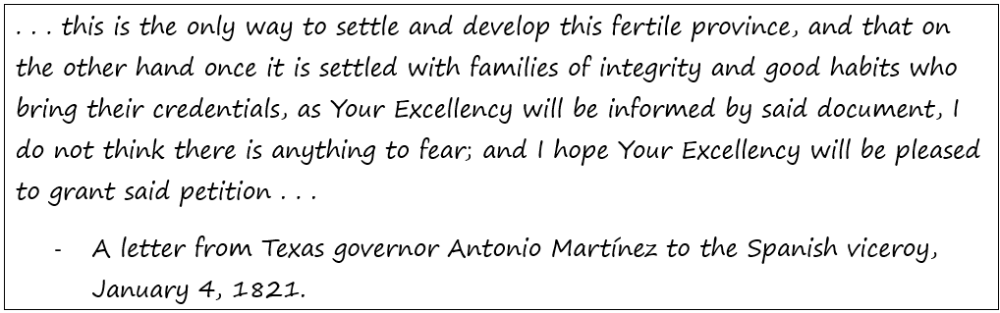 . . . this is the only way to settle and develop this fertile province, and that on
the other hand once it is settled with families of integrity and good habits who
bring their credentials, as Your Excellency will be informed by said document, I
do not think there is anything to fear; and I hope Your Excellency will be pleased
to grant said petition . . .
- A letter from Texas governor Antonio Martínez to the Spanish viceroy,
January 4, 1821.